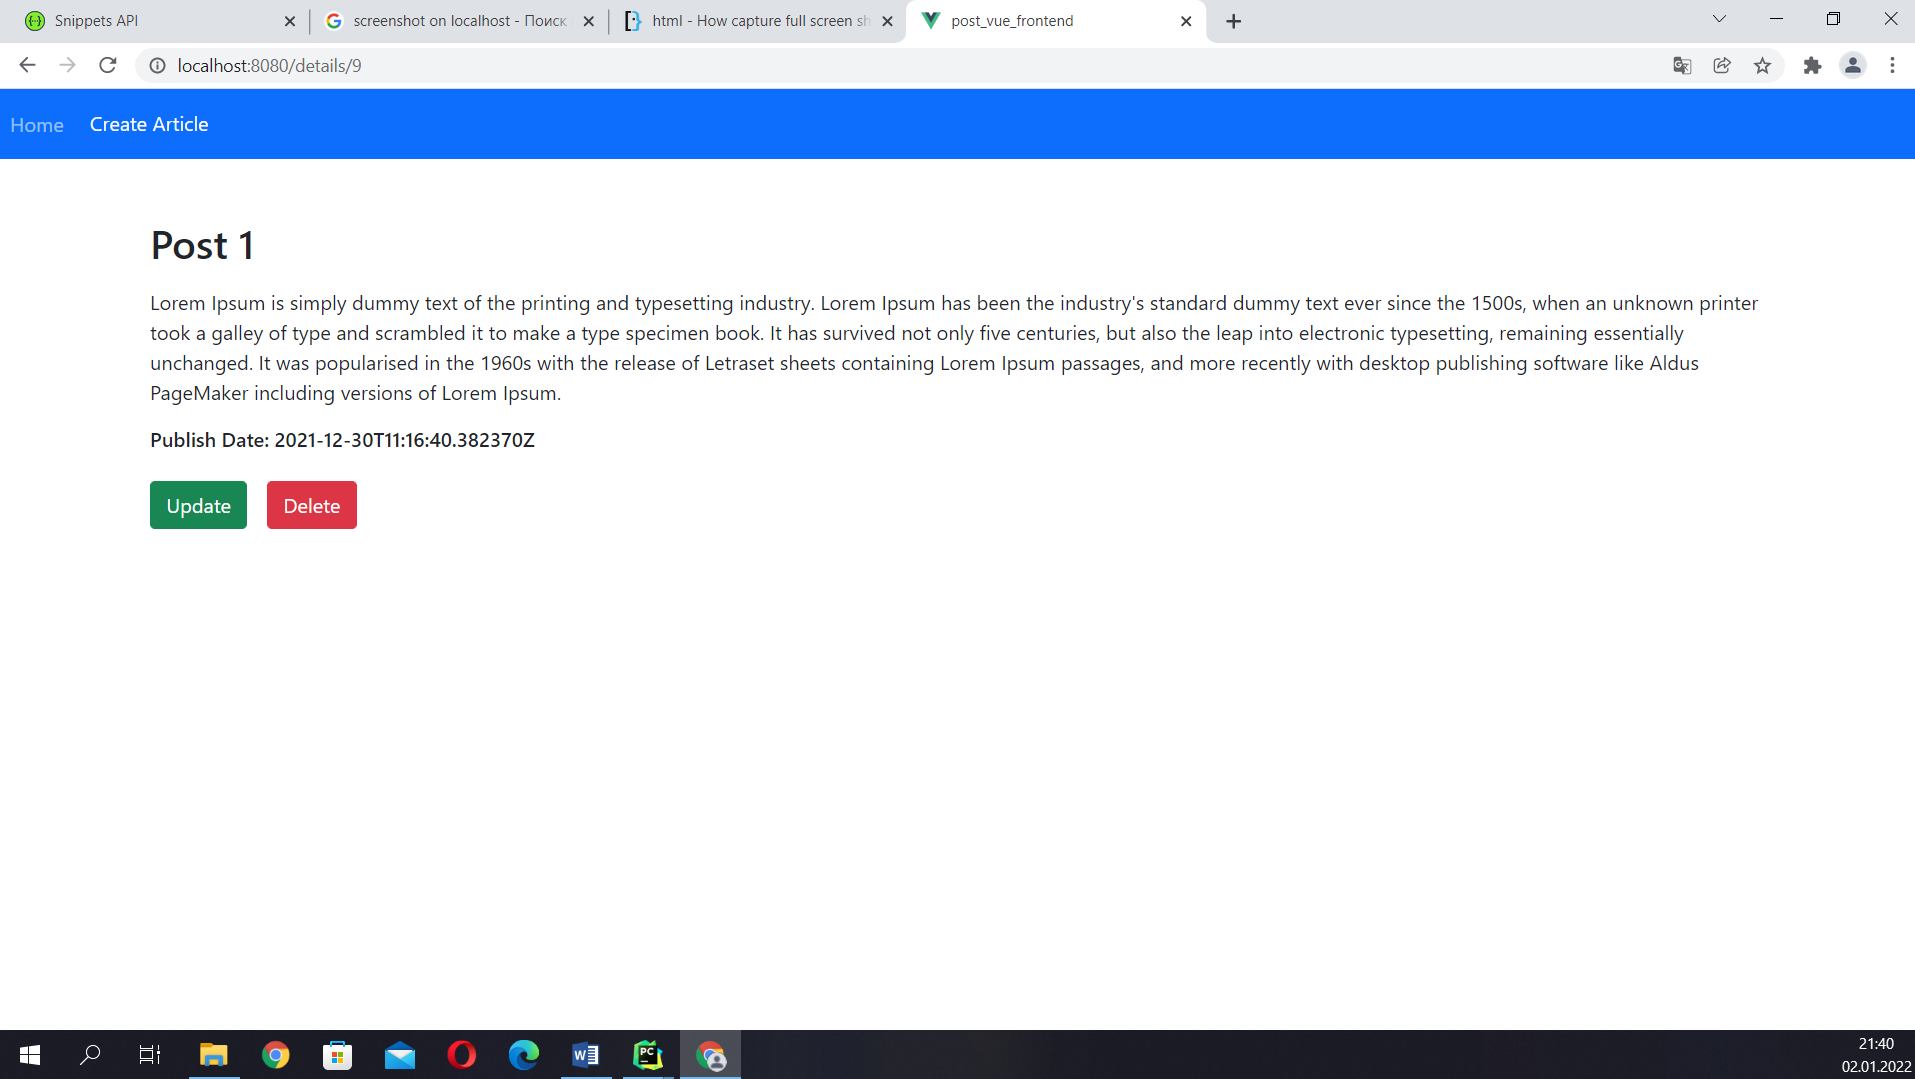 Snippets API
screenshot on localhost - Поиск
html - How capture full screen sh
post_vue_frontend
localhost:8080/details/9
Home
Create Article
Post 1
Lorem Ipsum is simply dummy text of the printing and typesetting industry. Lorem Ipsum has been the industry's standard dummy text ever since the 1500s, when an unknown printer
took a galley of type and scrambled it to make a type specimen book. It has survived not only five centuries, but also the leap into electronic typesetting, remaining essentially
unchanged. It was popularised in the 1960s with the release of Letraset sheets containing Lorem Ipsum passages, and more recently with desktop publishing software like Aldus
PageMaker including versions of Lorem Ipsum.
Publish Date: 2021-12-30T11:16:40.382370Z
Update
Delete
21:40
02.01.2022